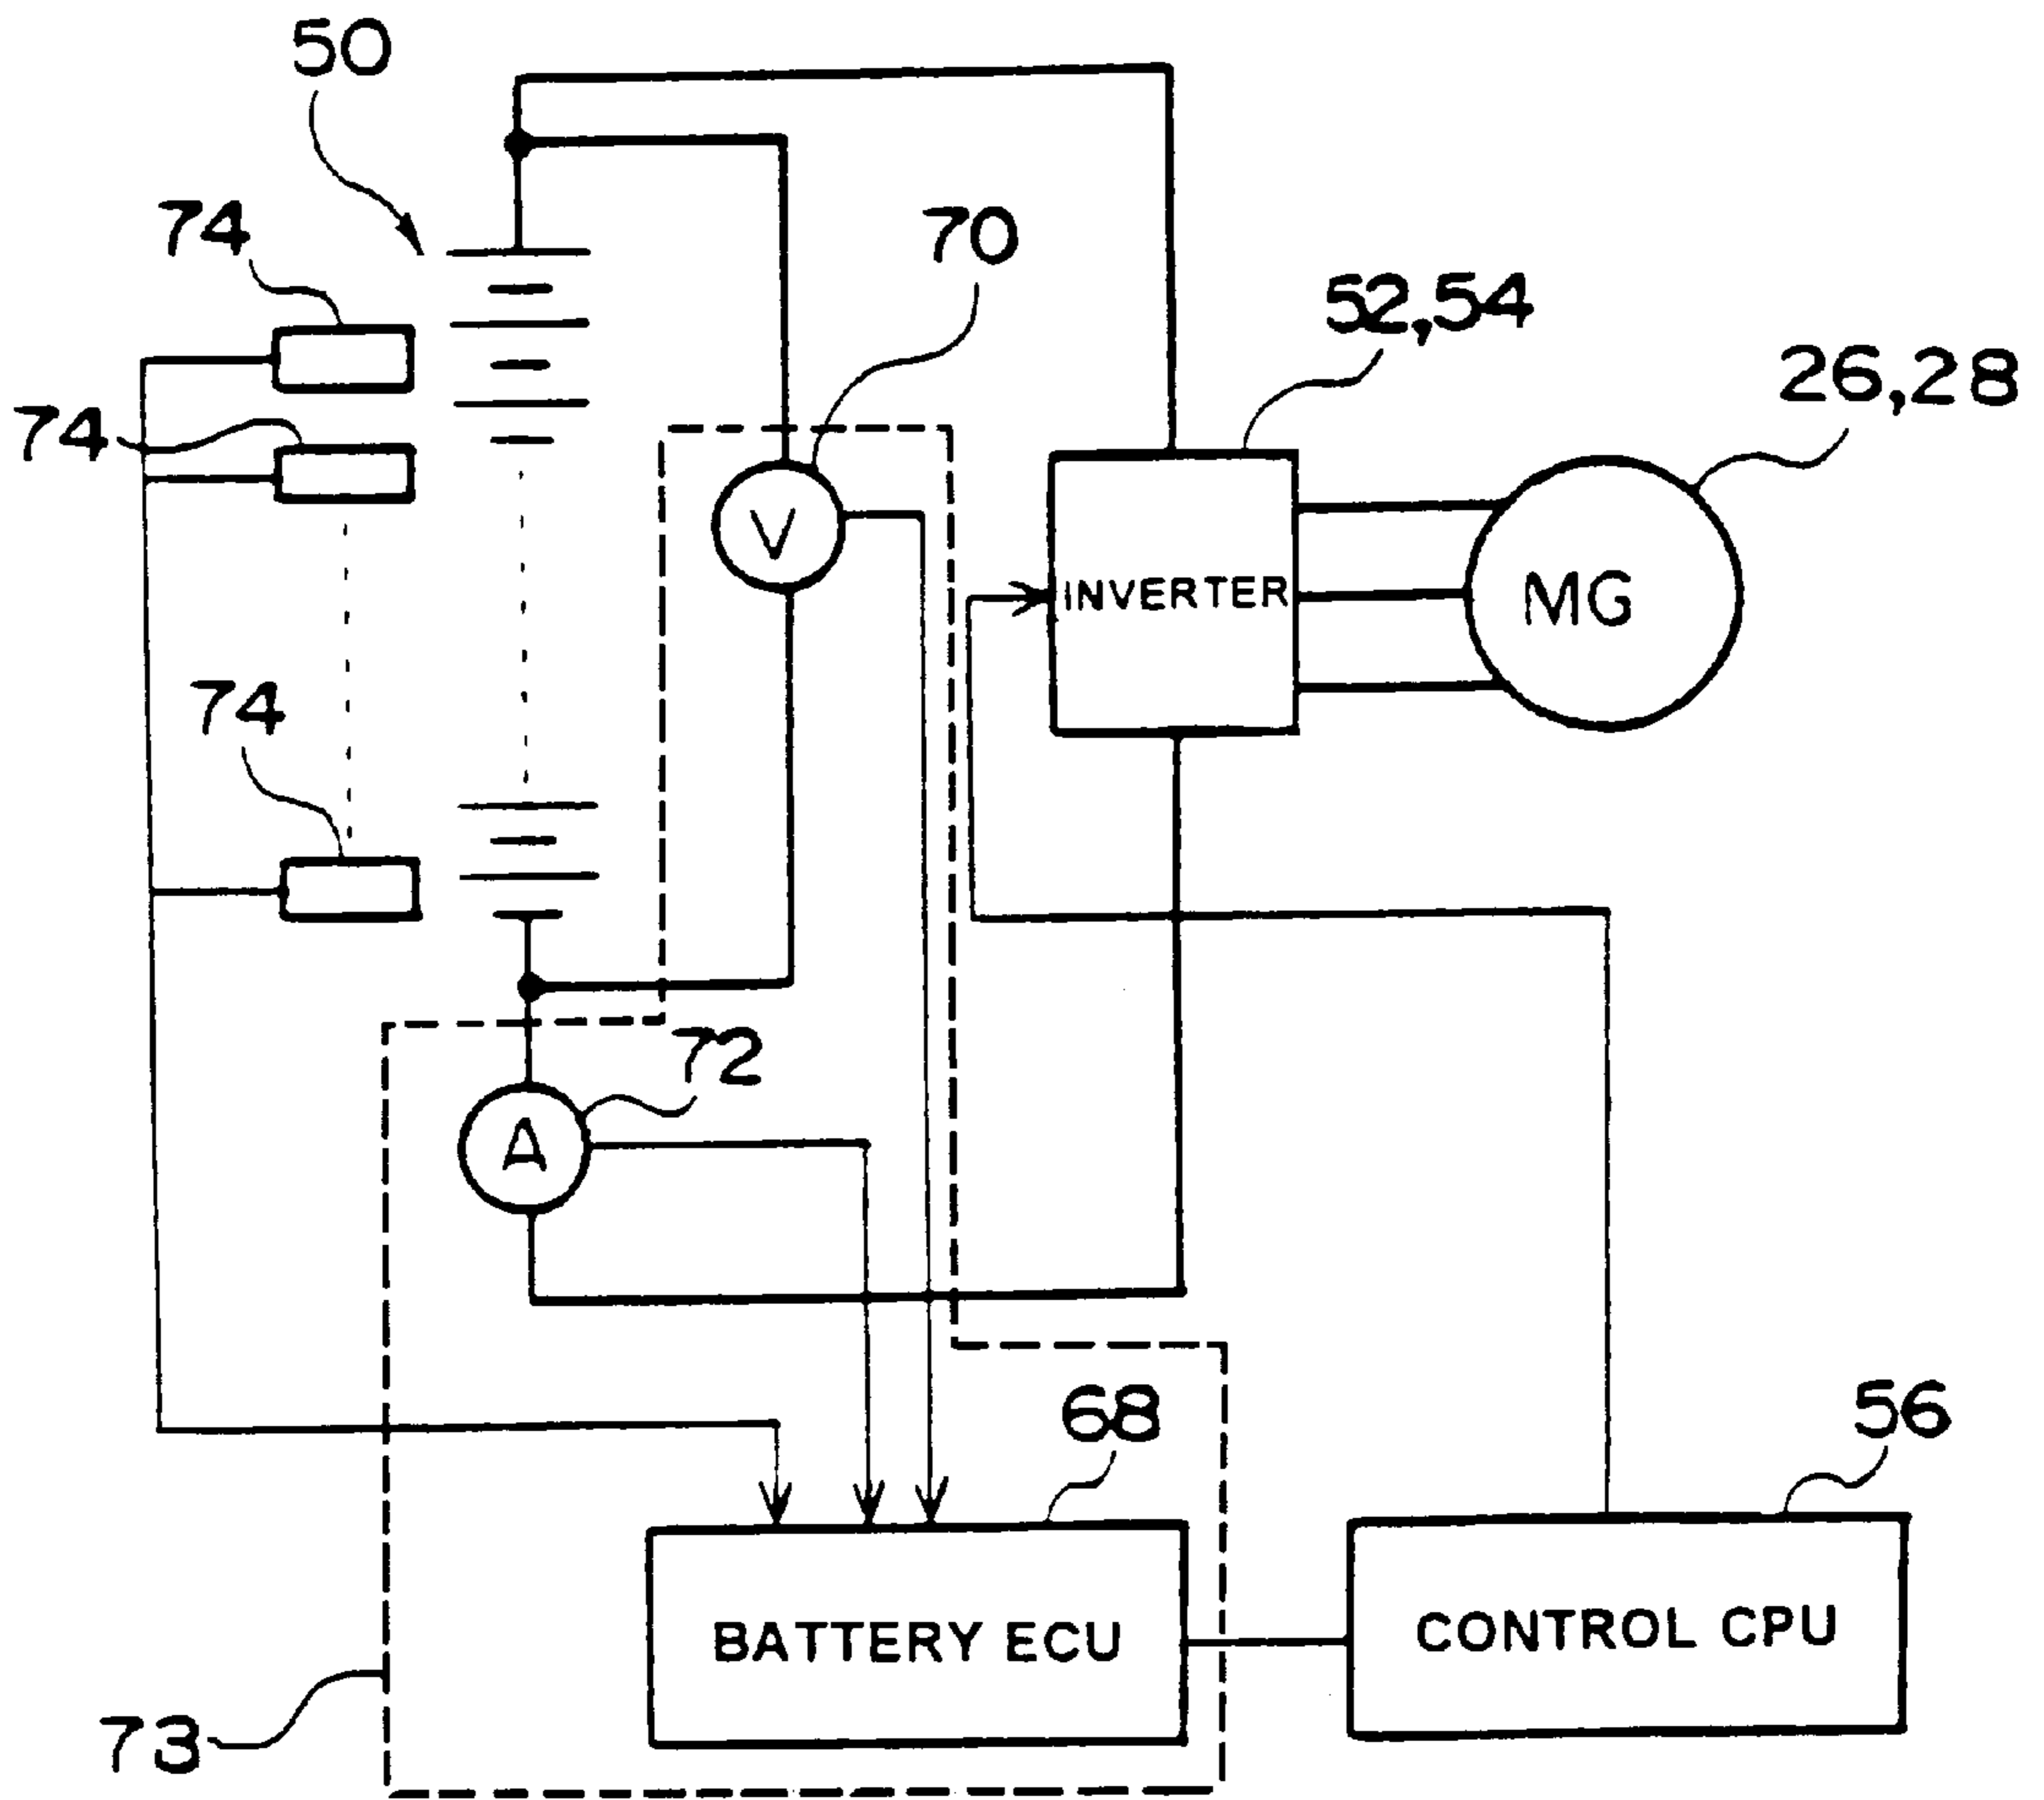 50
74
70
52,54
26,28
74
V
INVERTER
MG
74
72
A
68
56
BATTERY ECU
CONTROL CPU
73